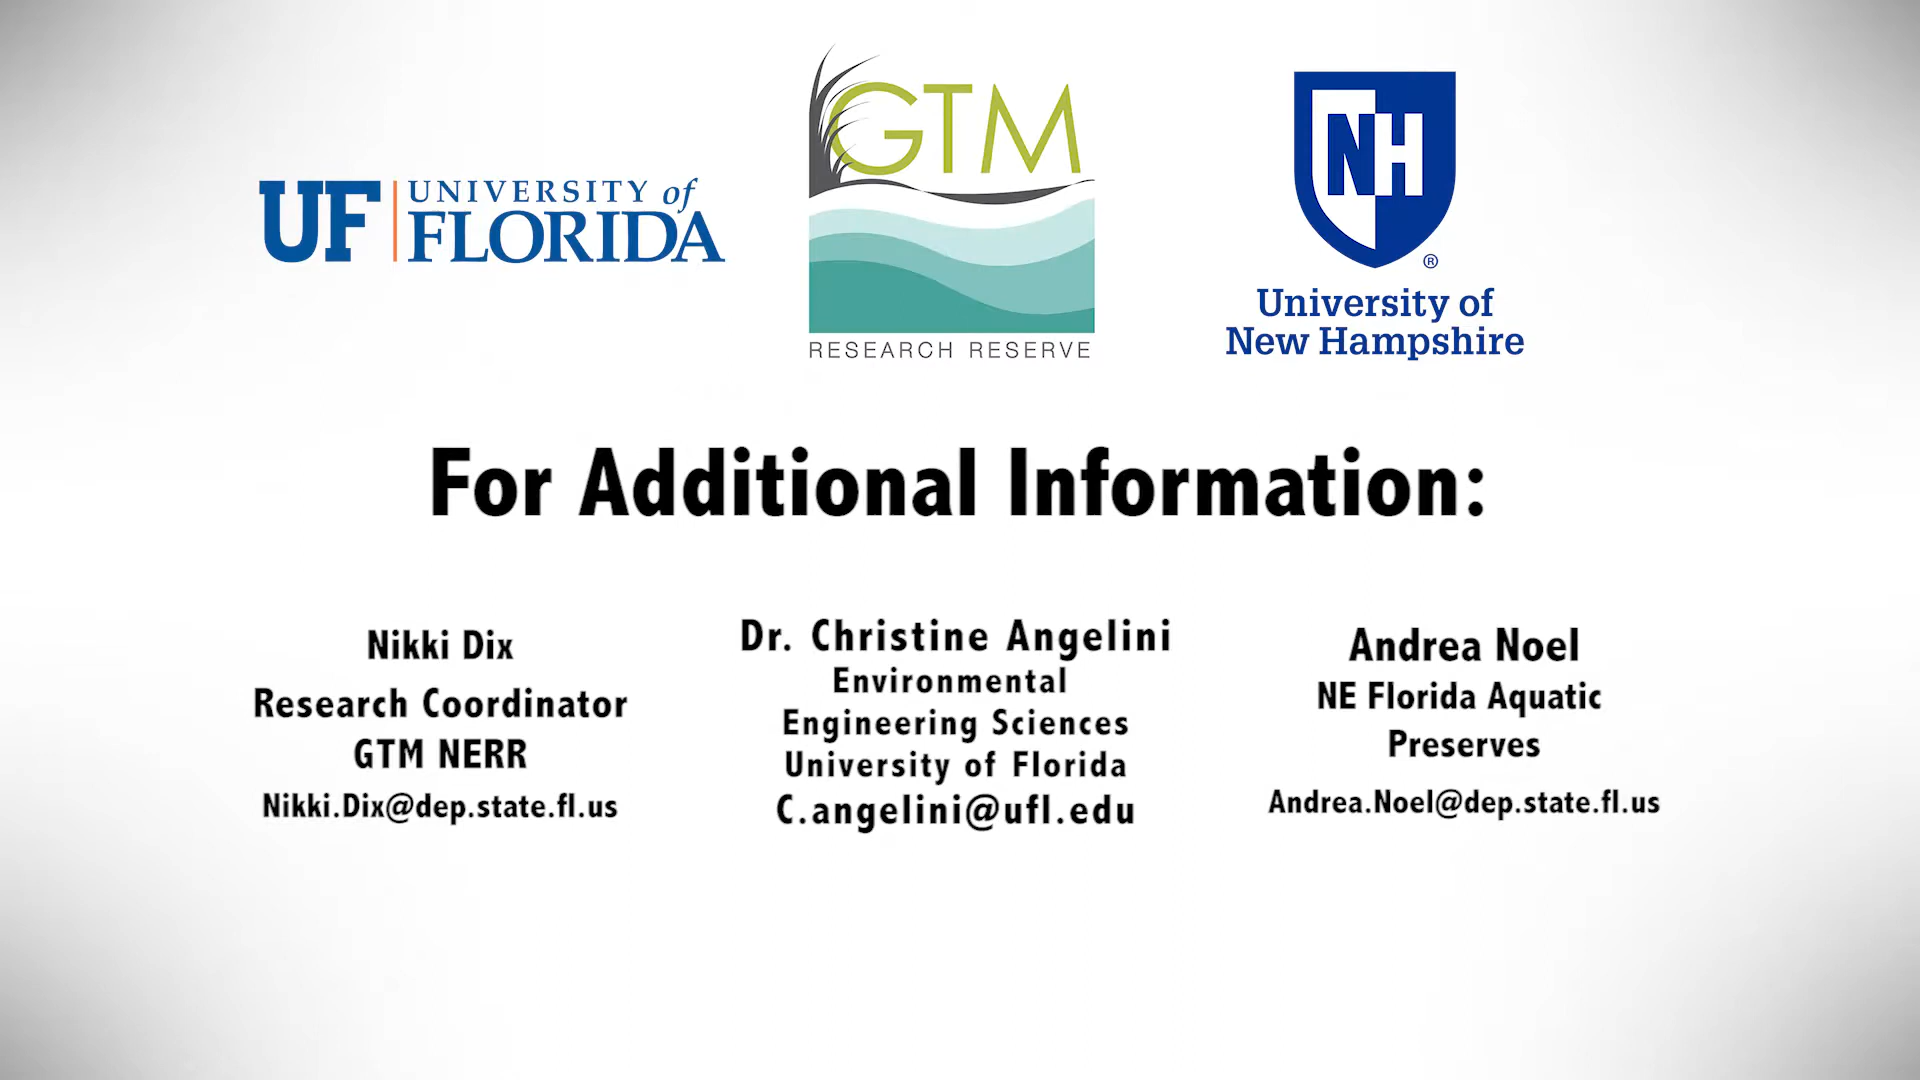 UF UNIVERSITY of
FLORIDA
GTM
RESEARCH RESERVE
NH
®
University of
New Hampshire
For Additional Information:
Nikki Dix
Research Coordinator
GTM NERR
Nikki.Dix@dep.state.fl.us
Dr. Christine Angelini
Environmental
Engineering Sciences
University of Florida
C.angelini@ufl.edu
Andrea Noel
NE Florida Aquatic
Preserves
Andrea.Noel@dep.state.fl.us